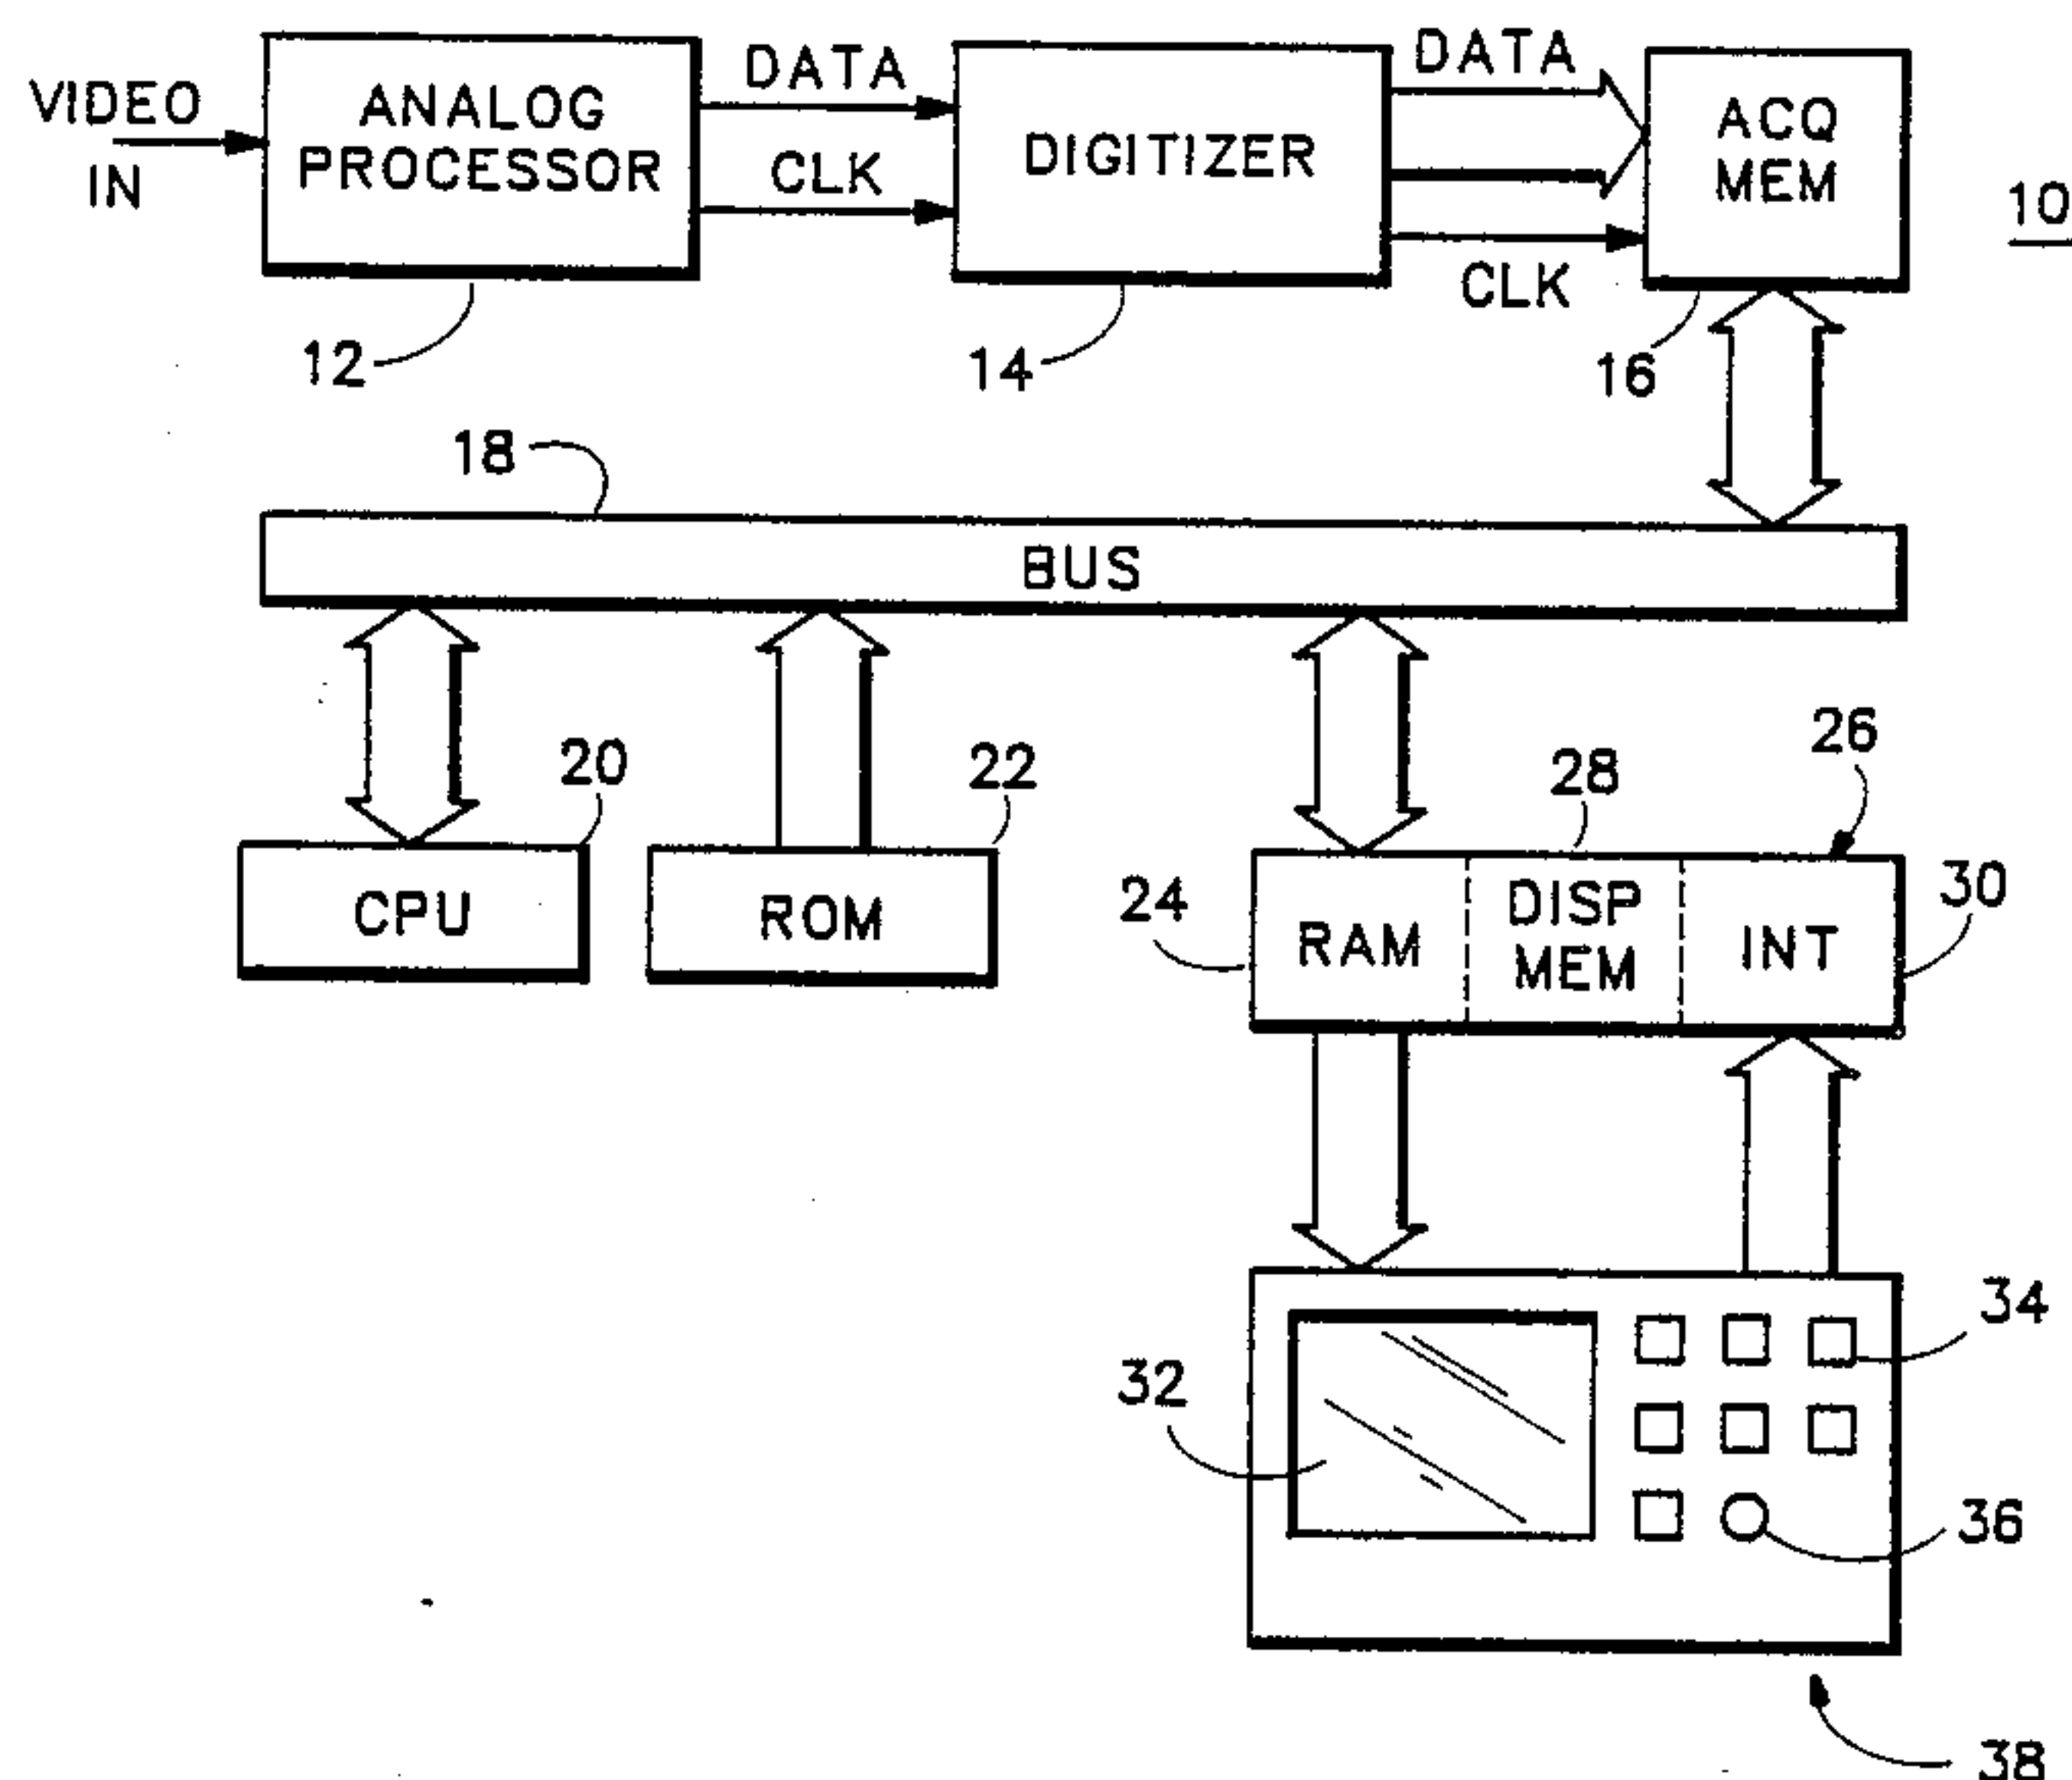 VIDEO
IN
ANALOG
PROCESSOR
DATA
CLK
DIGITIZER
DATA
CLK
ACQ
MEM
10
12
14
16
18
BUS
20
22
28
26
CPU
ROM
24
RAM
DISP
MEM
INT
30
32
34
36
38